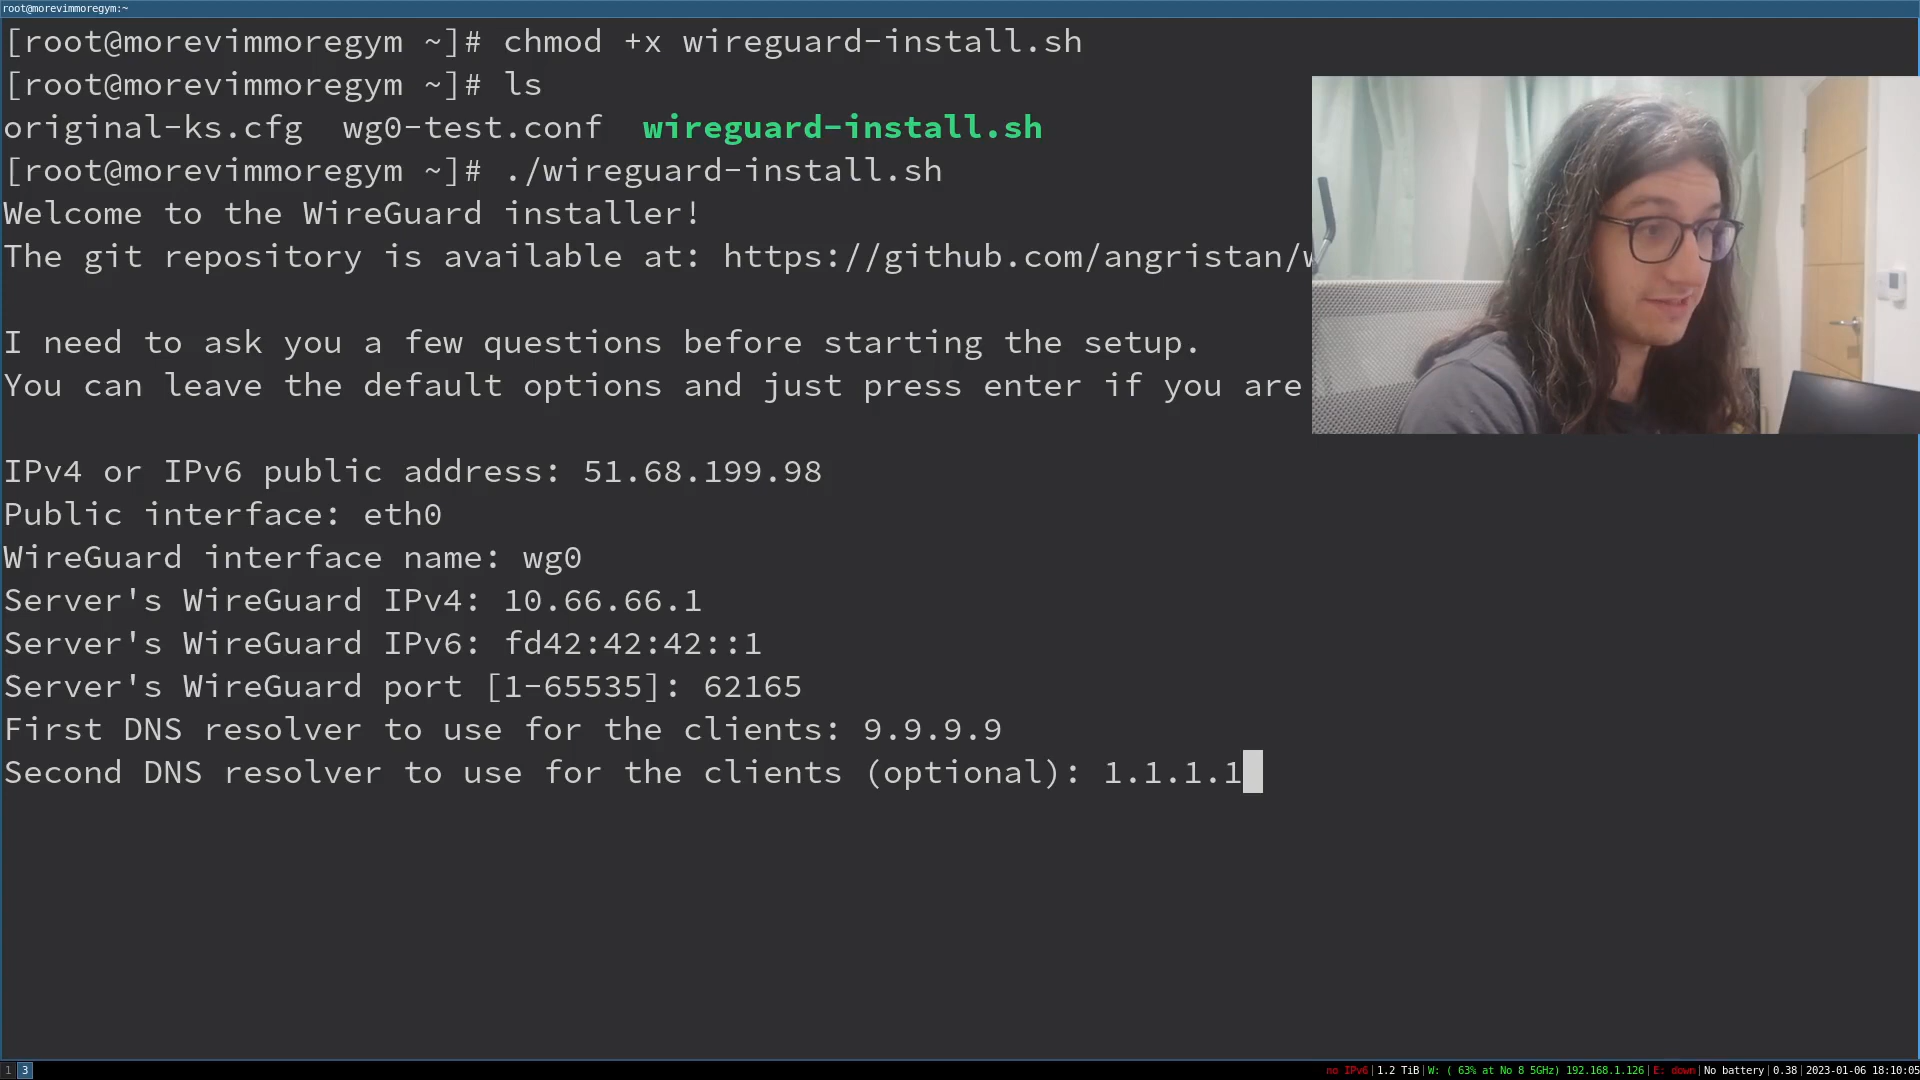 root@morevimmoregym:~
[root@morevimmoregym ~]# chmod +x wireguard-install.sh
[root@morevimmoregym ~]# ls
original-ks.cfg  wg0-test.conf  wireguard-install.sh
[root@morevimmoregym ~]# ./wireguard-install.sh
Welcome to the WireGuard installer!
The git repository is available at: https://github.com/angristan/w
I need to ask you a few questions before starting the setup.
You can leave the default options and just press enter if you are
IPv4 or IPv6 public address: 51.68.199.98
Public interface: eth0
WireGuard interface name: wg0
Server's WireGuard IPv4: 10.66.66.1
Server's WireGuard IPv6: fd42:42:42::1
Server's WireGuard port [1-65535]: 62165
First DNS resolver to use for the clients: 9.9.9.9
Second DNS resolver to use for the clients (optional): 1.1.1.1
1 3 no IPv6|1.2 TiB|W: ( 63% at No 8 5GHz) 192.168.1.126|E: down|No battery|0.38|2023-01-06 18:10:05